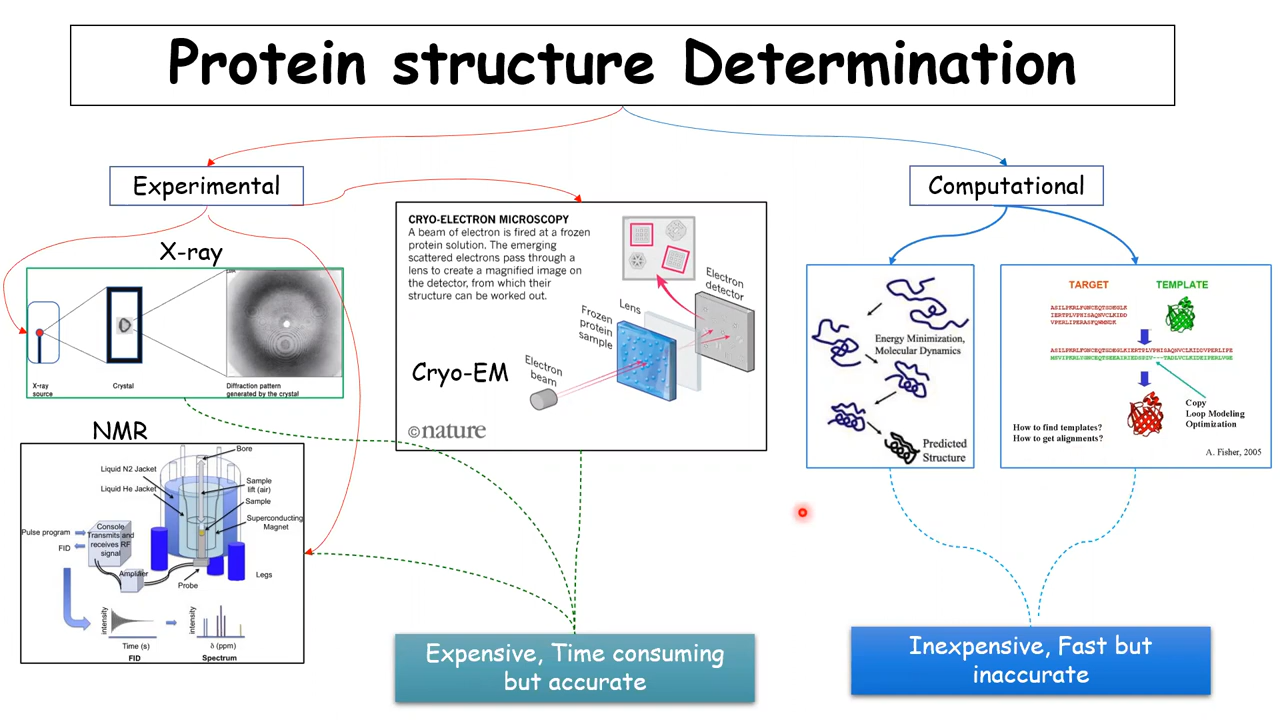 Protein structure Determination
Experimental
Computational
X-ray
X-ray
source
Crystal
Diffraction pattern
generated by the crystal
NMR
Bore
Liquid N2 Jacket
Liquid He Jacket
Sample
lift (air)
Sample
Superconducting
Magnet
Pulse program
FID
Console
Transmits and
receives RF
signal
Amplifier
Probe
Legs
intensity
Time (s)
FID
intensity
δ (ppm)
Spectrum
CRYO-ELECTRON MICROSCOPY
A beam of electron is fired at a frozen
protein solution. The emerging
scattered electrons pass through a
lens to create a magnified image on
the detector, from which their
structure can be worked out.
Electron
detector
Lens
Frozen
protein
sample
Electron
beam
Cryo-EM
©nature
Energy Minimization,
Molecular Dynamics
Predicted
Structure
TARGET
TEMPLATE
Copy
Loop Modeling
Optimization
How to find templates?
How to get alignments?
A. Fisher, 2005
Expensive, Time consuming
but accurate
Inexpensive, Fast but
inaccurate